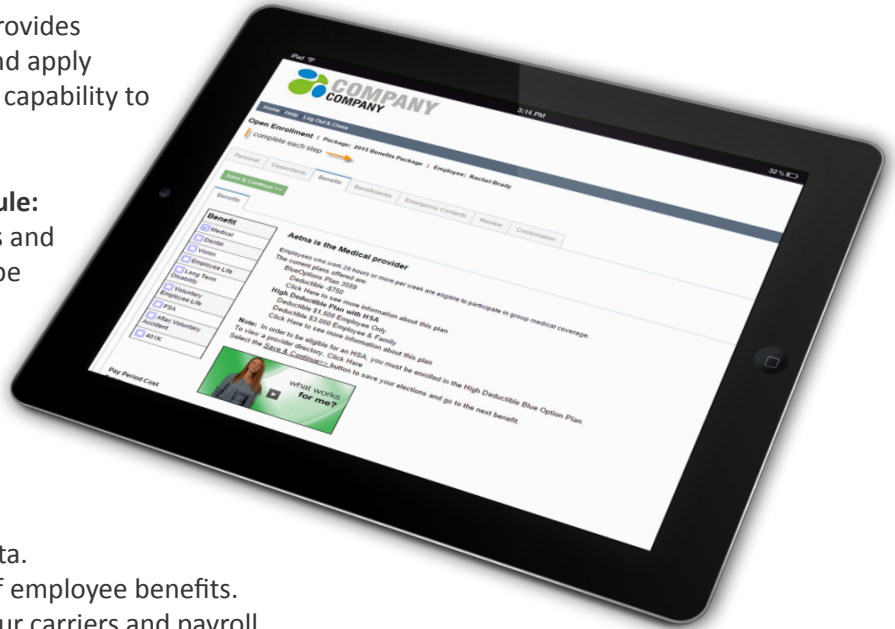 rovides
nd apply
capability to
ule:
s and
be
ta.
f employee benefits.
ur carriers and payroll
iPad
3:14 PM
32 %
COMPANY
COMPANY
Home Help Log Out & Close
Open Enrollment | Package: 2015 Benefits Package | Employee: Rachel Brady
complete each step
Personal Dependents Benefits Beneficiaries Emergency Contacts Review Confirmation
Save & Continue >>
Benefits
Benefit
Medical
Dental
Vision
Employee Life
Long Term
Disability
Voluntary
Employee Life
FSA
Aflac Voluntary
Accident
401K
Pay Period Cost
Aetna is the Medical provider
Employees who work 20 hours or more per week are eligible to participate in group medical coverage.
The current plans offered are:
BlueOptions Plan 3559
Deductible -$750
Click Here to see more information about this plan
High Deductible Plan with HSA
Deductible $1,500 Employee Only
Deductible $3,000 Employee & Family
Click Here to see more information about this plan
Note: In order to be eligible for an HSA, you must be enrolled in the High Deductible Blue Option Plan.
To view a provider directory, Click Here
Select the Save & Continue>> button to save your elections and go to the next benefit.
what works
for me?